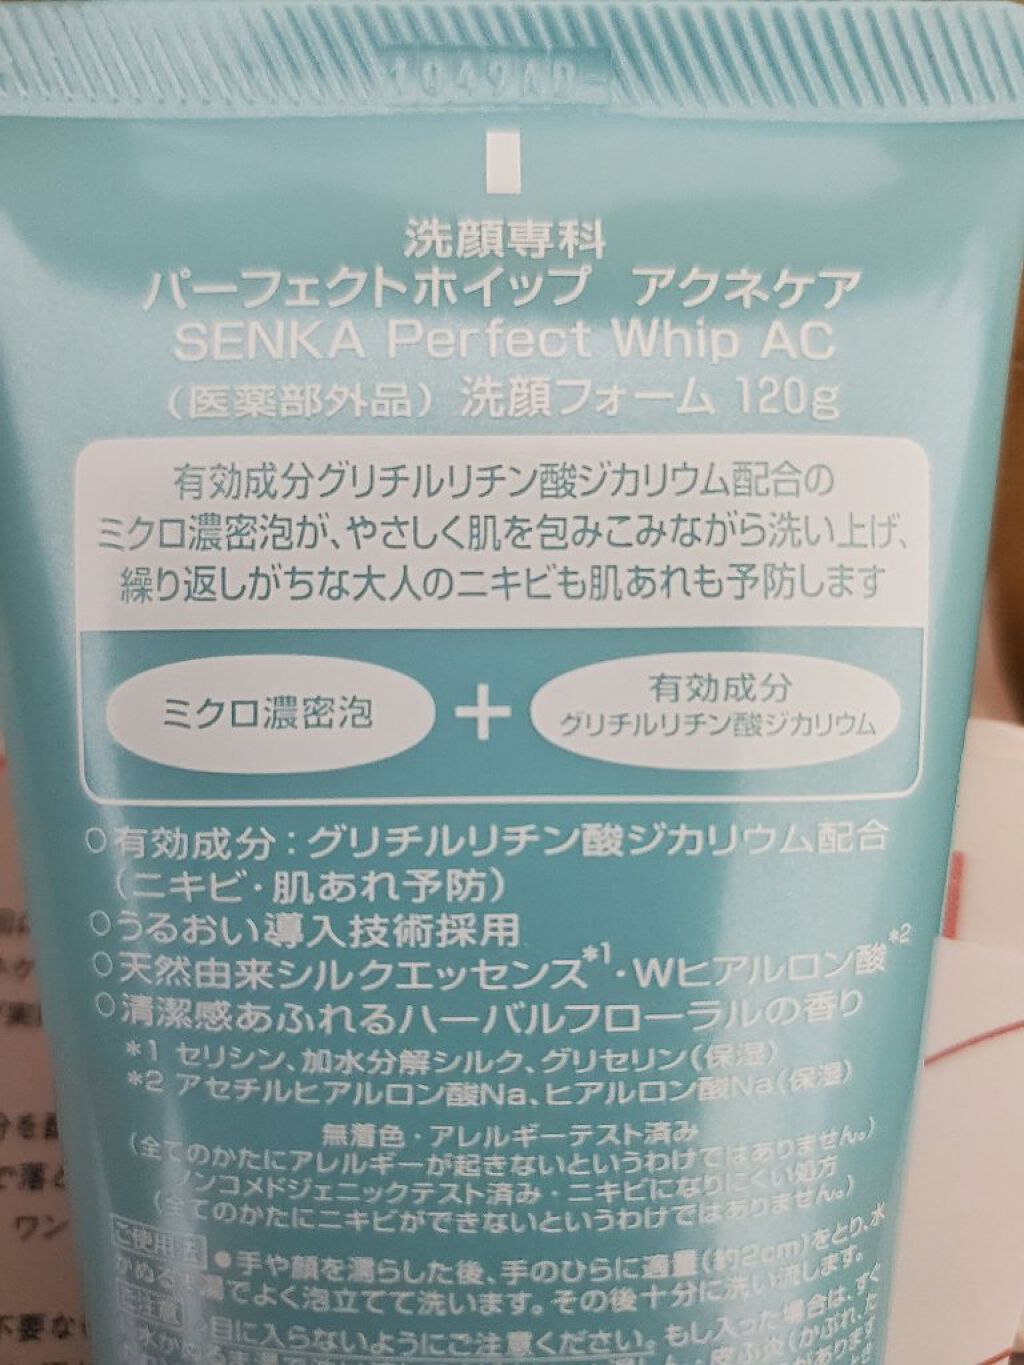 1049AD
洗顔専科
パーフェクトホイップ アクネケア
SENKA Perfect Whip AC
（医薬部外品）洗顔フォーム 120g
有効成分グリチルリチン酸ジカリウム配合の
ミクロ濃密泡が、やさしく肌を包みこみながら洗い上げ、
繰り返しがちな大人のニキビも肌あれも予防します
ミクロ濃密泡 + 有効成分
グリチルリチン酸ジカリウム
○有効成分：グリチルリチン酸ジカリウム配合
（ニキビ・肌あれ予防）
○うるおい導入技術採用
○天然由来シルクエッセンス*1・Wヒアルロン酸*2
○清潔感あふれるハーバルフローラルの香り
*1 セリシン、加水分解シルク、グリセリン（保湿）
*2 アセチルヒアルロン酸Na、ヒアルロン酸Na（保湿）
無着色・アレルギーテスト済み
（全てのかたにアレルギーが起きないというわけではありません。）
ノンコメドジェニックテスト済み・ニキビになりにくい処方
（全てのかたにニキビができないというわけではありません。）
ご使用法 ●手や顔を濡らした後、手のひらに適量（約2cm）をとり、水
かぬるま湯でよく泡立てて洗います。その後十分に洗い流します。
ご注意 ●目に入らないようにご注意ください。もし入った場合は、すぐ